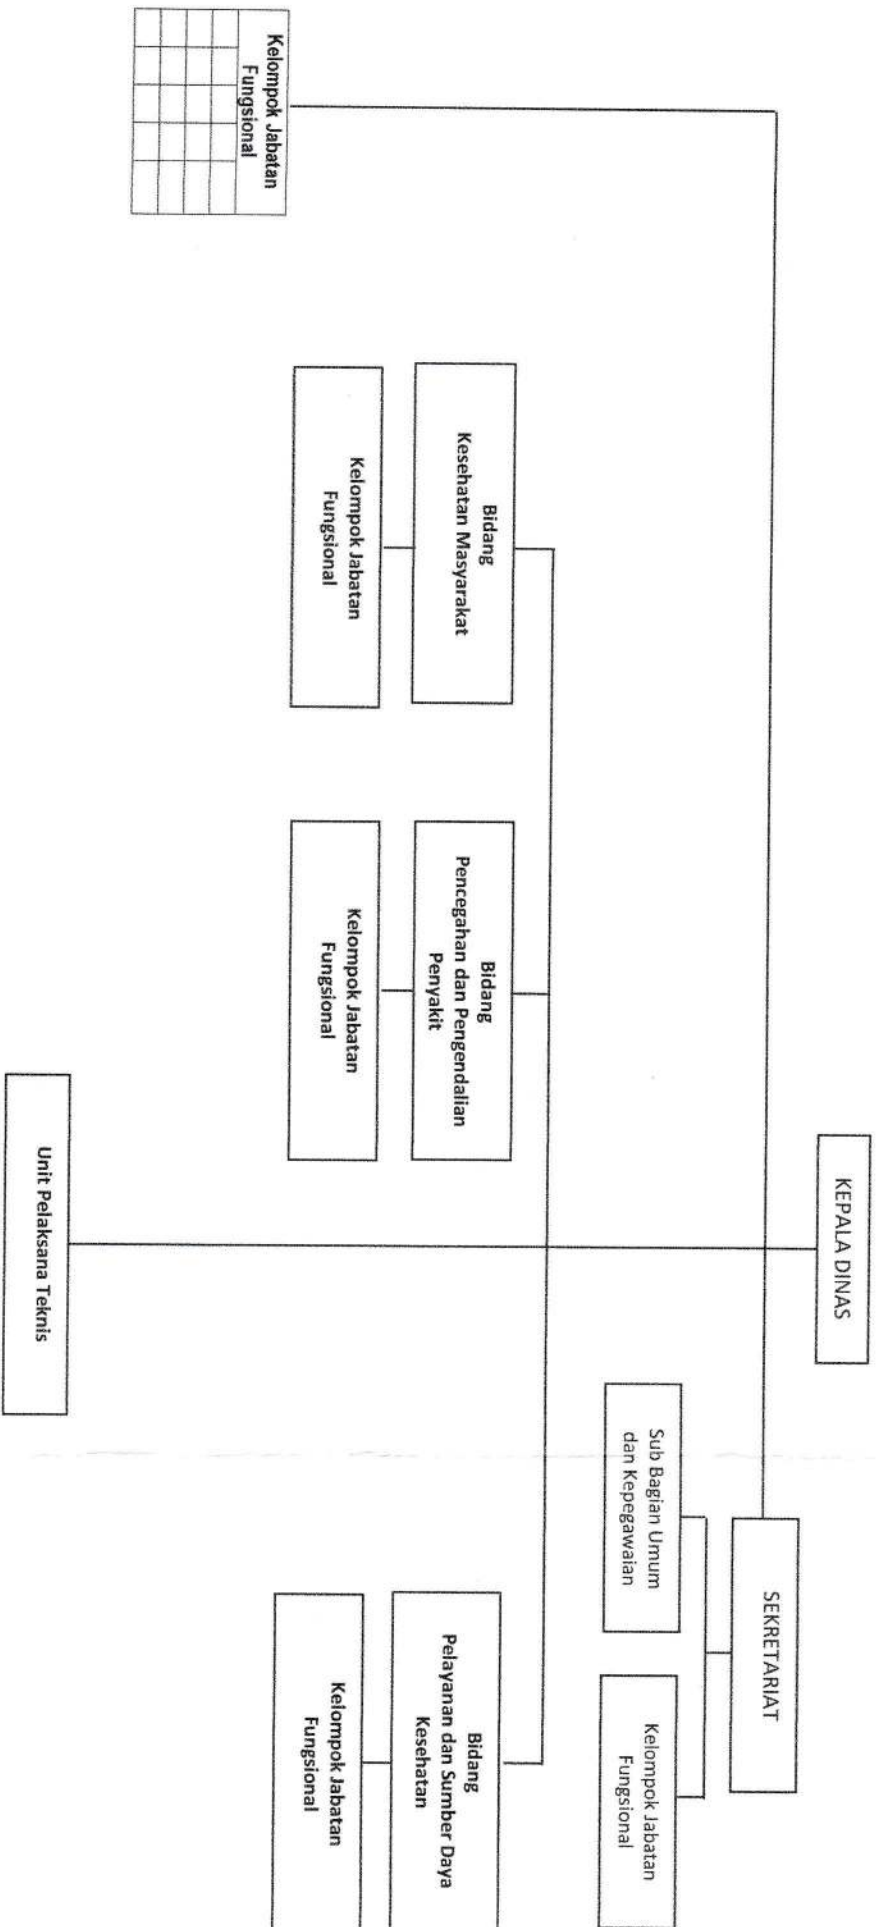 KEPALA DINAS
SEKRETARIAT
Sub Bagian Umum
dan Kepegawaian
Kelompok Jabatan
Fungsional
Kelompok Jabatan
Fungsional
Bidang
Kesehatan Masyarakat
Kelompok Jabatan
Fungsional
Bidang
Pencegahan dan Pengendalian
Penyakit
Kelompok Jabatan
Fungsional
Bidang
Pelayanan dan Sumber Daya
Kesehatan
Kelompok Jabatan
Fungsional
Unit Pelaksana Teknis